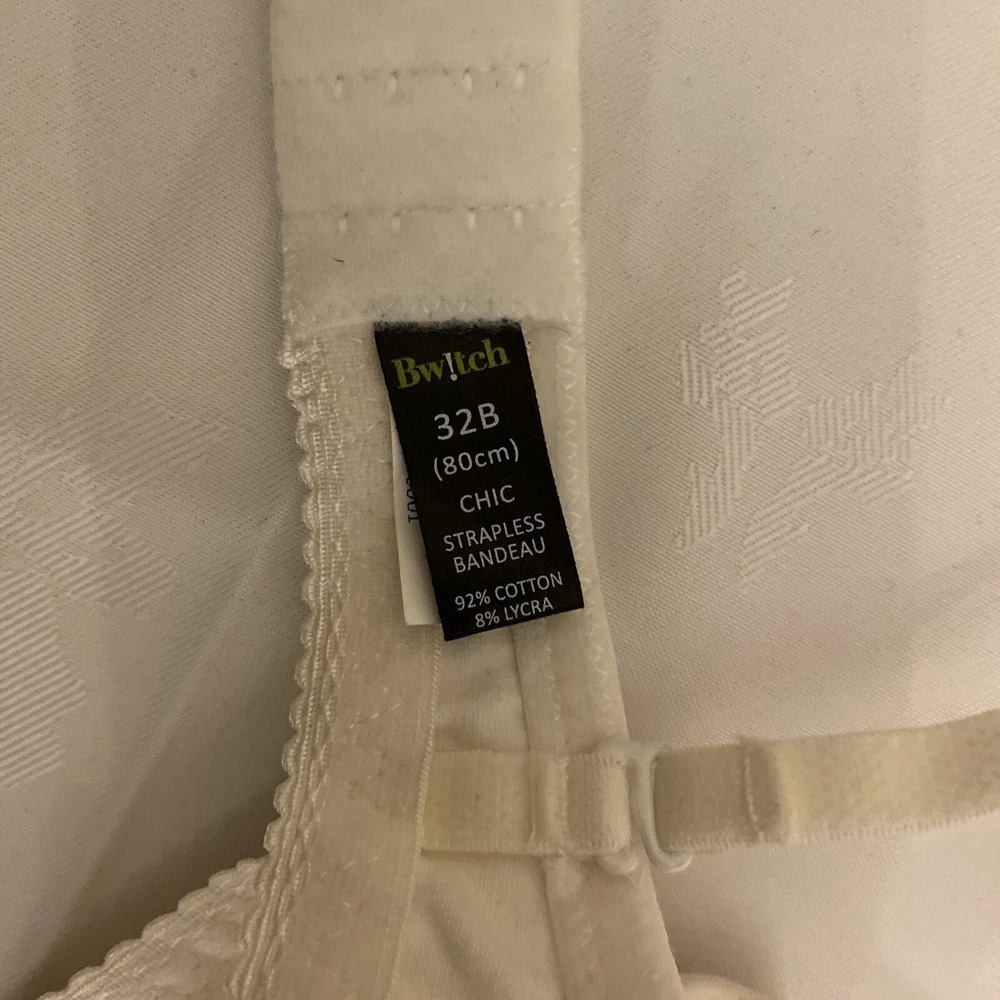 Bw!tch
32B
(80cm)
CHIC
STRAPLESS
BANDEAU
92% COTTON
8% LYCRA